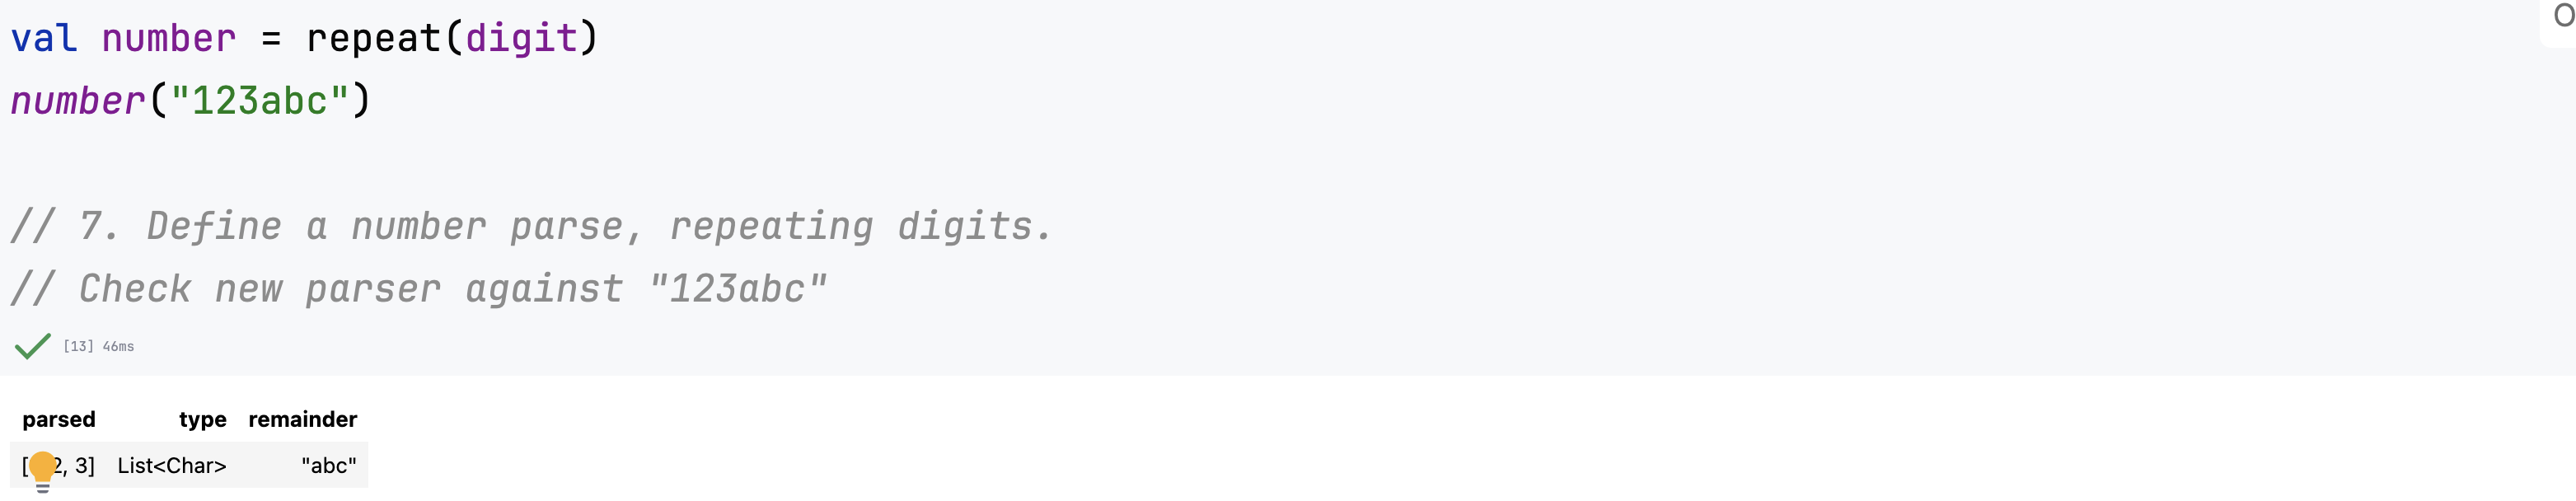 val number = repeat(digit)
number("123abc")
// 7. Define a number parse, repeating digits.
// Check new parser against "123abc"
[13] 46ms
parsed type remainder
[ 2, 3] List<Char> "abc"